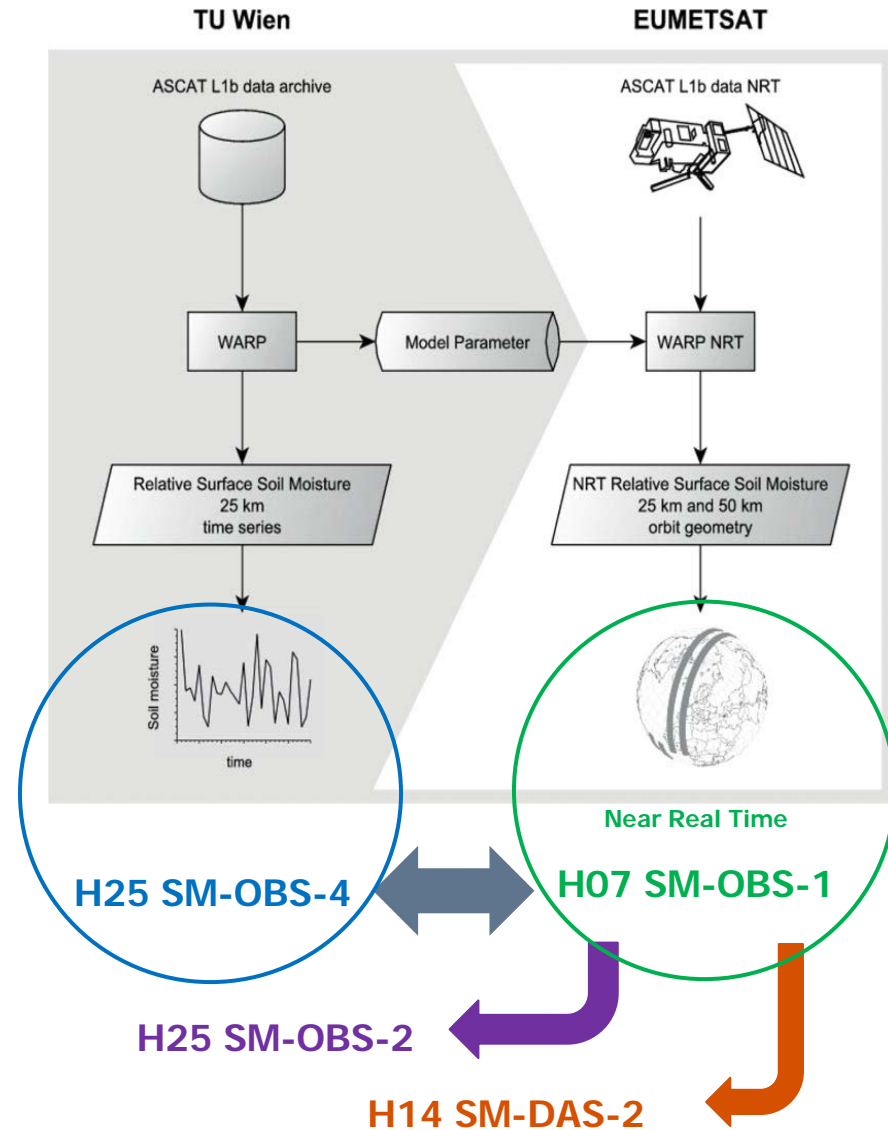 TU Wien
EUMETSAT
ASCAT L1b data archive
ASCAT L1b data NRT
WARP
Model Parameter
WARP NRT
Relative Surface Soil Moisture
25 km
time series
NRT Relative Surface Soil Moisture
25 km and 50 km
orbit geometry
Soil moisture
time
Near Real Time
H25 SM-OBS-4
H07 SM-OBS-1
H25 SM-OBS-2
H14 SM-DAS-2